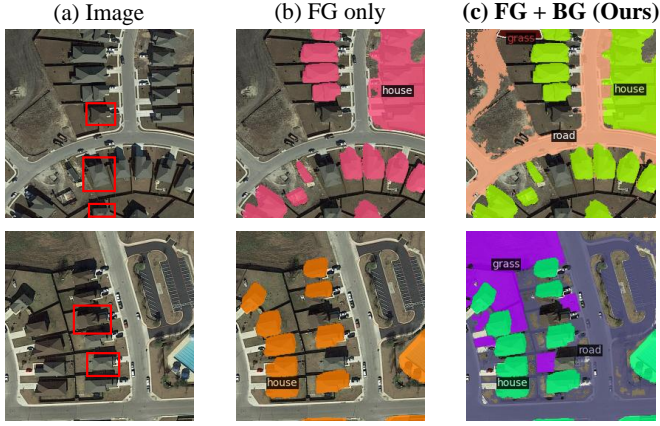 (a) Image (b) FG only (c) FG + BG (Ours)
grass
house house
road
grass
road
house house